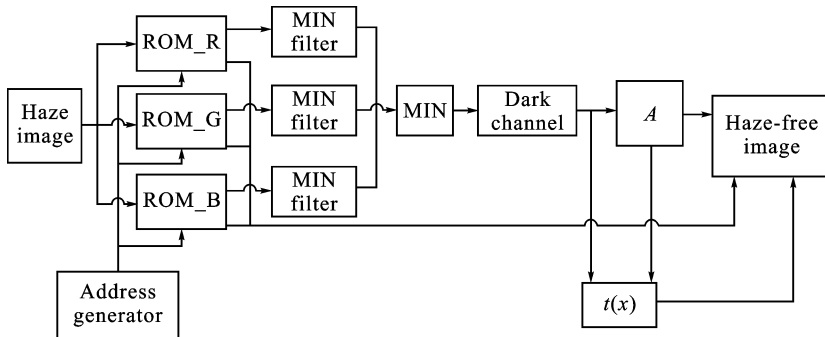 ROM_R
MIN
filter
Haze
image
ROM_G
MIN
filter
MIN
Dark
channel
A
Haze-free
image
ROM_B
MIN
filter
Address
generator
t(x)